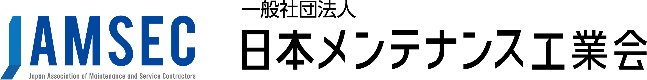 JAMSEC
Japan Association of Maintenance and Service Contractors
一般社団法人
日本メンテナンス工業会